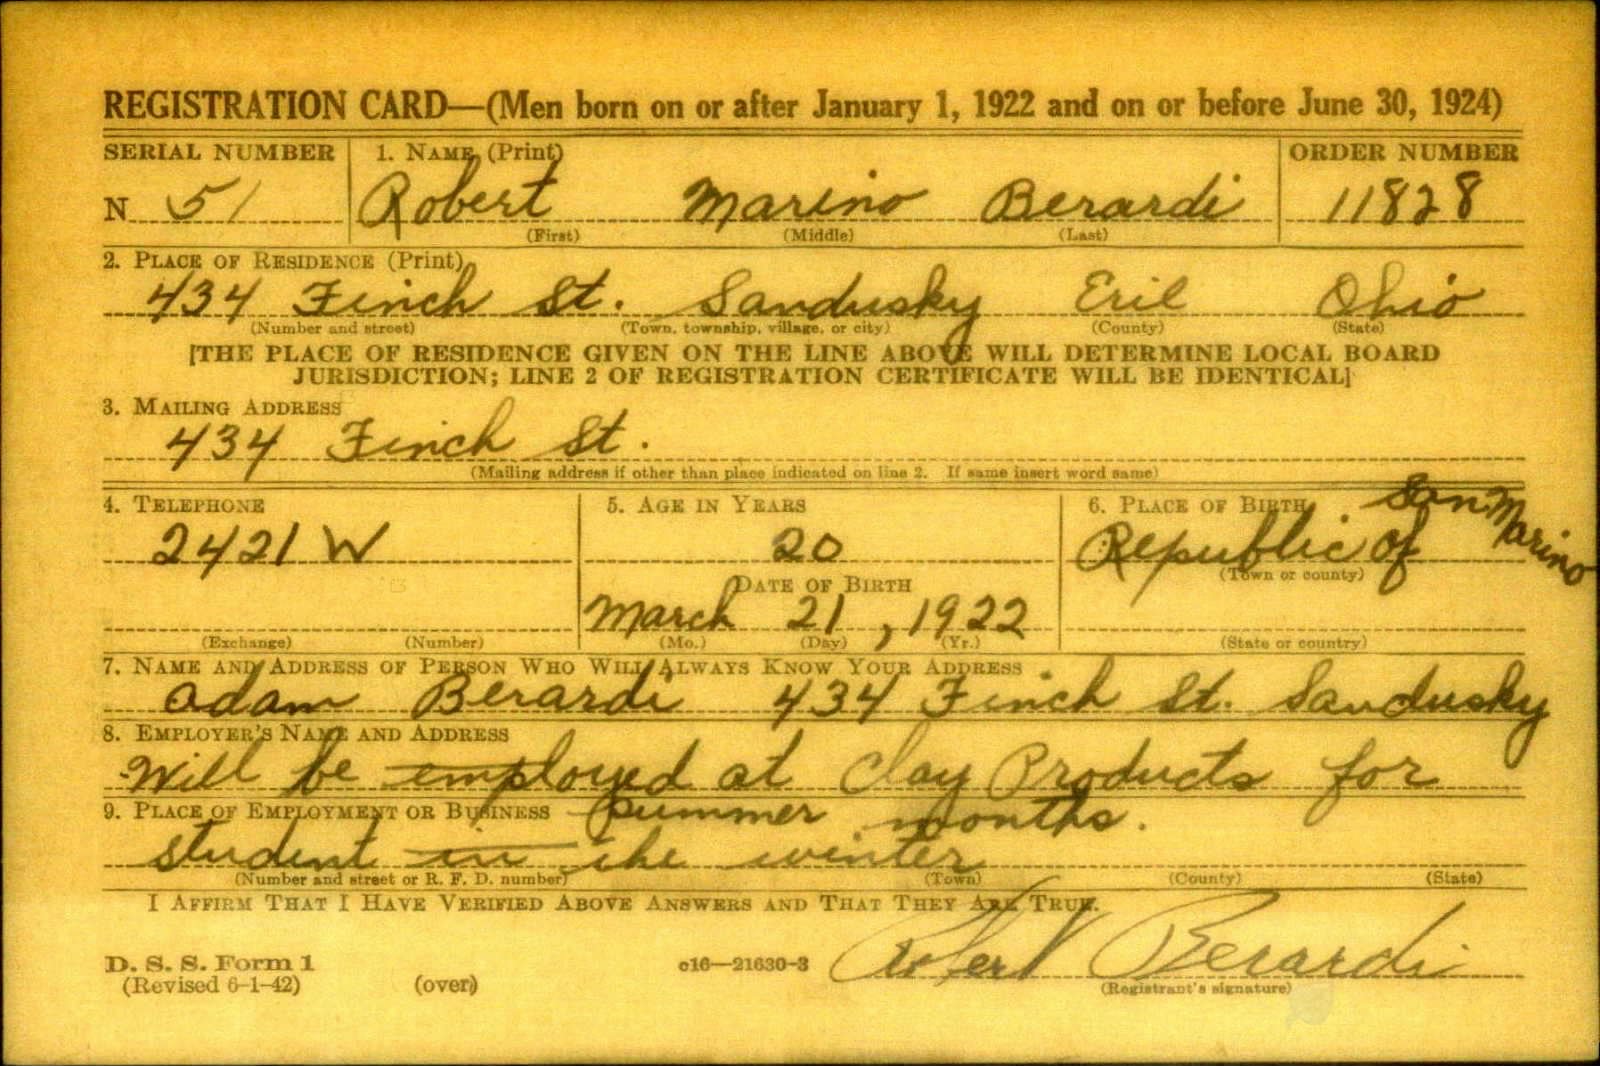 REGISTRATION CARD—(Men born on or after January 1, 1922 and on or before June 30, 1924)
SERIAL NUMBER 1. NAME (Print) ORDER NUMBER
N 51 Robert Marino Berardi 11828
(First) (Middle) (Last)
2. PLACE OF RESIDENCE (Print)
434 Finch St. Sandusky Erie Ohio
(Number and street) (Town, township, village, or city) (County) (State)
[THE PLACE OF RESIDENCE GIVEN ON THE LINE ABOVE WILL DETERMINE LOCAL BOARD
JURISDICTION; LINE 2 OF REGISTRATION CERTIFICATE WILL BE IDENTICAL]
3. MAILING ADDRESS
434 Finch St.
(Mailing address if other than place indicated on line 2. If same insert word same)
4. TELEPHONE 5. AGE IN YEARS 6. PLACE OF BIRTH San Marino
2421 W 20 Republic of
(Town or county)
DATE OF BIRTH
March 21, 1922
(Exchange) (Number) (Mo.) (Day) (Yr.) (State or country)
7. NAME AND ADDRESS OF PERSON WHO WILL ALWAYS KNOW YOUR ADDRESS
Adam Berardi 434 Finch St. Sandusky
8. EMPLOYER'S NAME AND ADDRESS
Will be employed at Clay Products for
9. PLACE OF EMPLOYMENT OR BUSINESS summer months.
student in the winter
(Number and street or R. F. D. number) (Town) (County) (State)
I AFFIRM THAT I HAVE VERIFIED ABOVE ANSWERS AND THAT THEY ARE TRUE.
Robert Berardi
D. S. S. Form 1 c16—21630-3
(Revised 6-1-42) (over) (Registrant's signature)